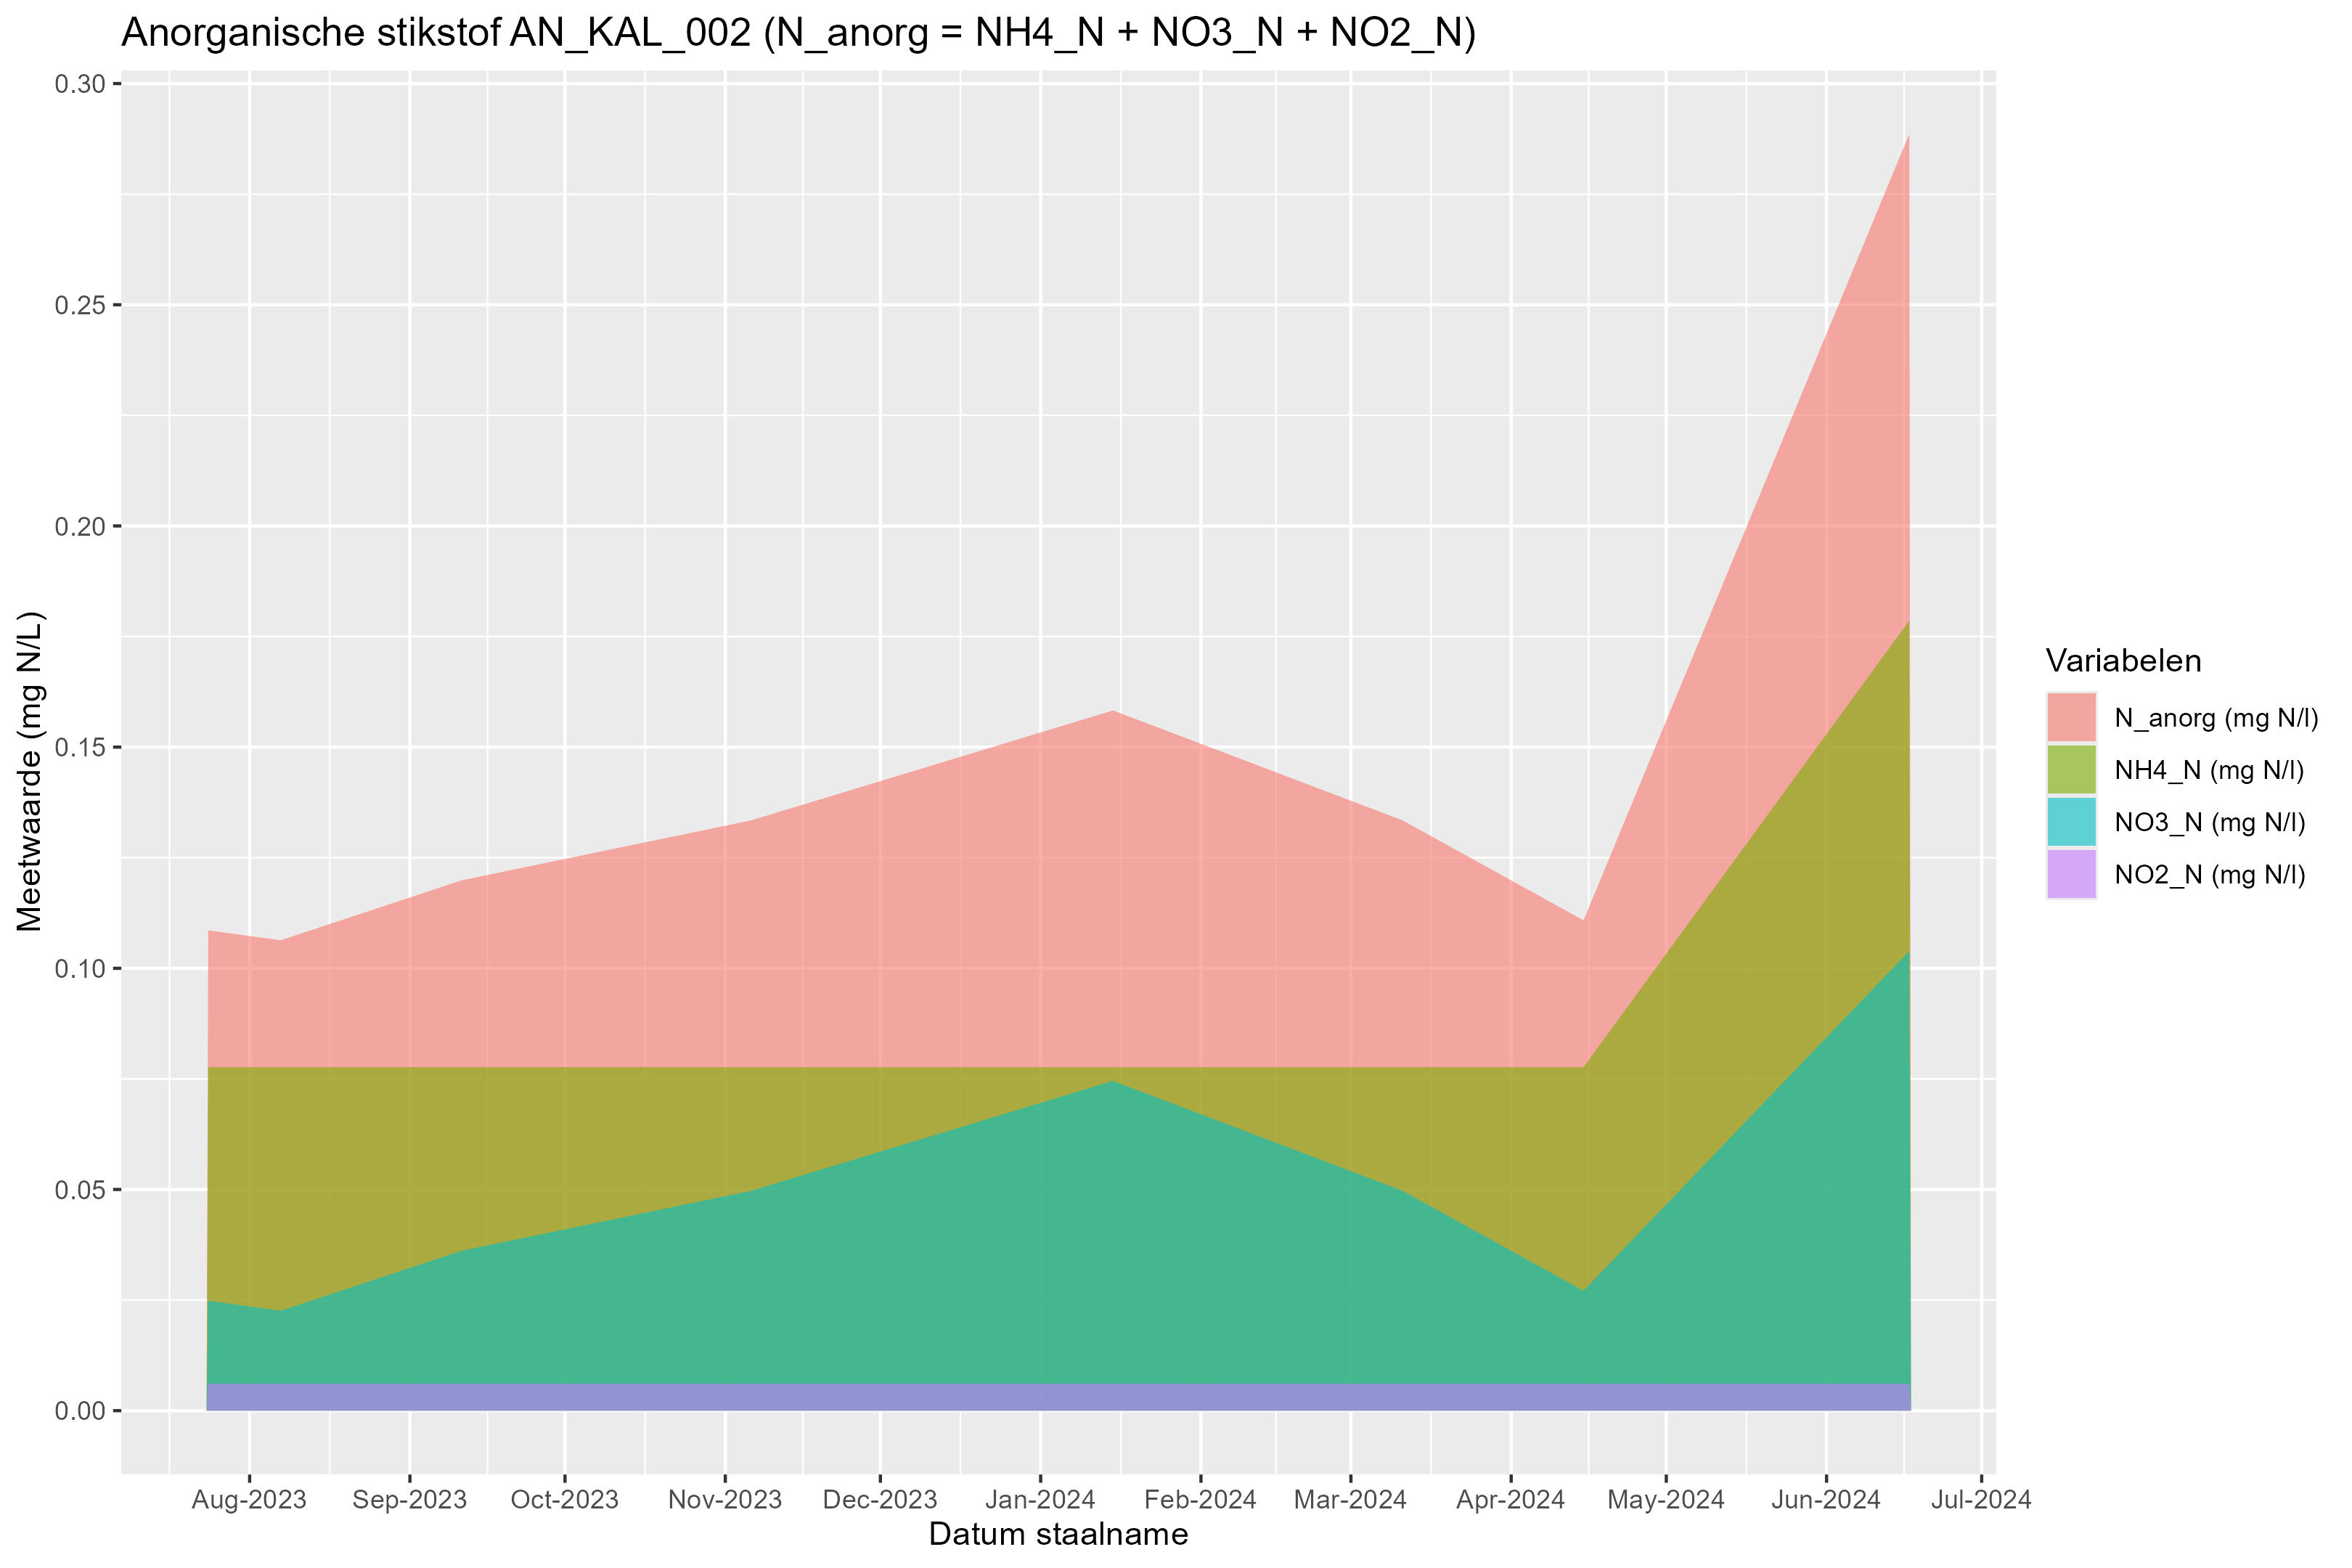 Anorganische stikstof AN_KAL_002 (N_anorg = NH4_N + NO3_N + NO2_N)
0.30
0.25
0.20
0.15
0.10
0.05
0.00
Meetwaarde (mg N/L)
Aug-2023 Sep-2023 Oct-2023 Nov-2023 Dec-2023 Jan-2024 Feb-2024 Mar-2024 Apr-2024 May-2024 Jun-2024 Jul-2024
Datum staalname
Variabelen
N_anorg (mg N/l)
NH4_N (mg N/l)
NO3_N (mg N/l)
NO2_N (mg N/l)